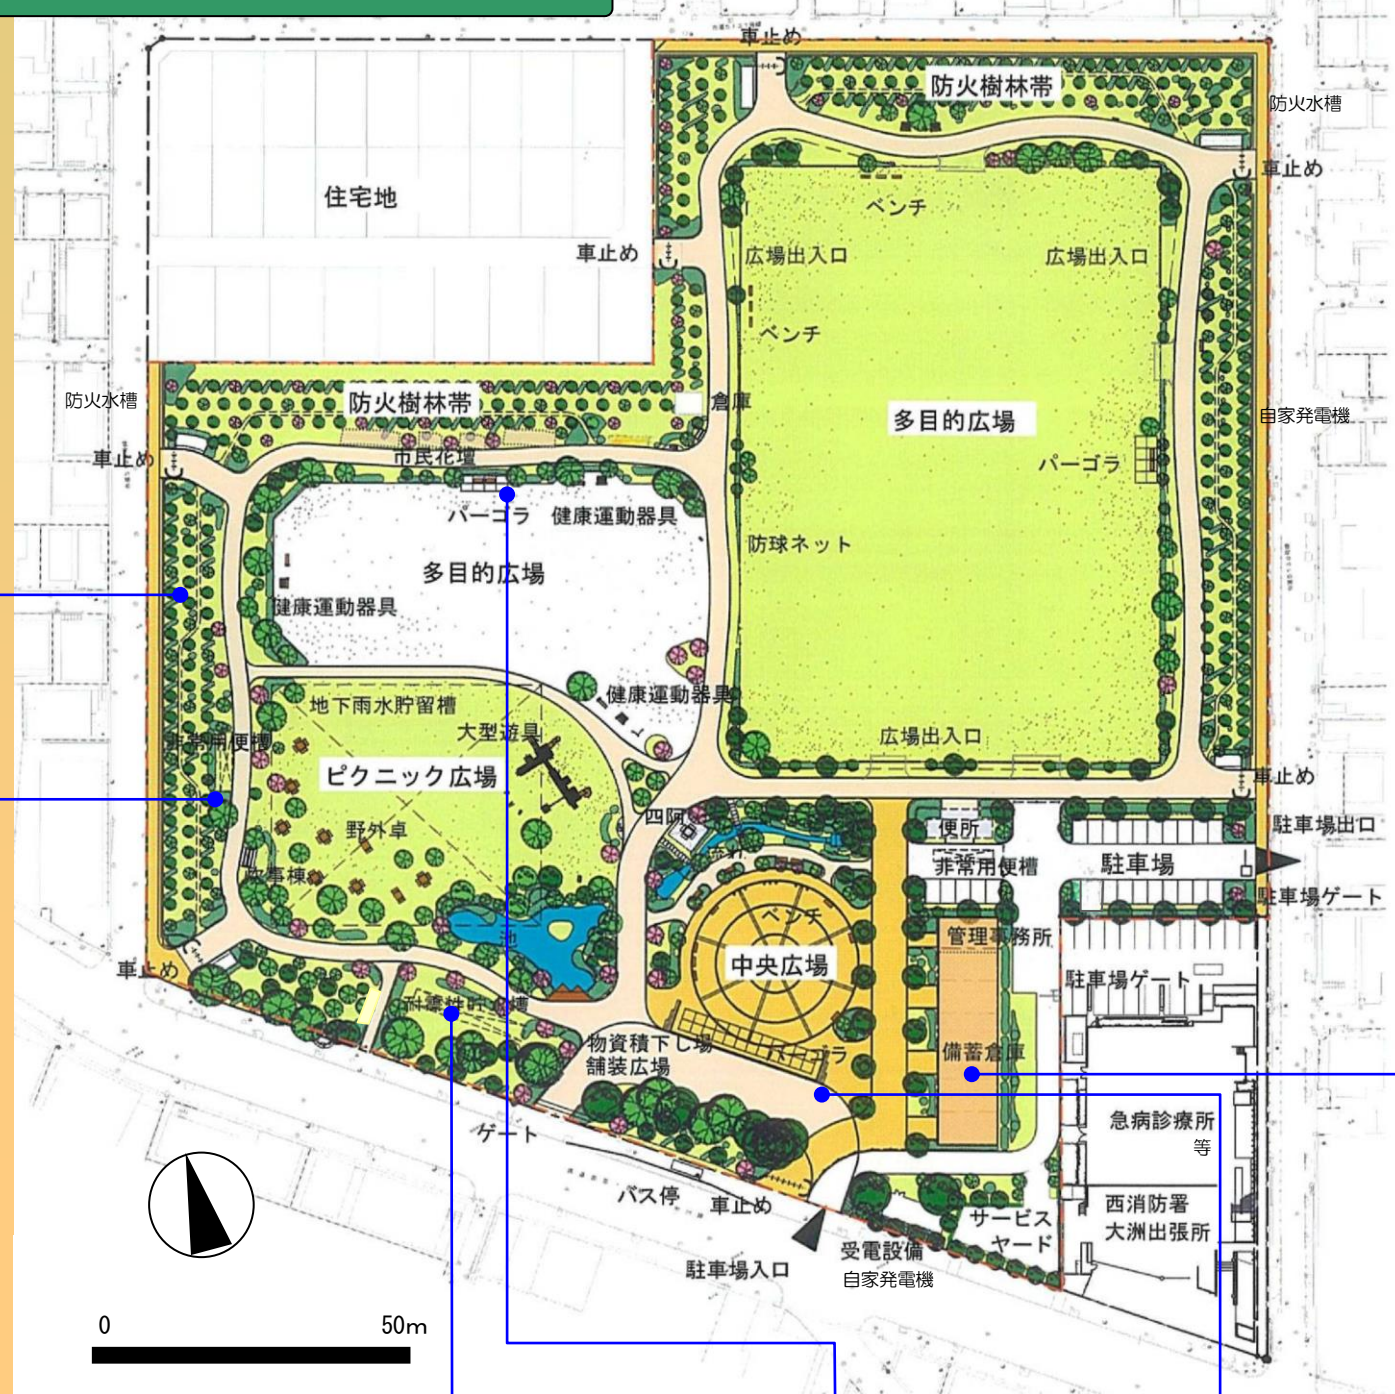 車止め
防火樹林帯
防火水槽
車止め
住宅地
ベンチ
車止め
広場出入口
広場出入口
ベンチ
防火水槽
防火樹林帯
倉庫
多目的広場
自家発電機
車止め
市民花壇
パーゴラ
パーゴラ
健康運動器具
防球ネット
多目的広場
健康運動器具
健康運動器具
地下雨水貯留槽
大型遊具
非常用便槽
広場出入口
ピクニック広場
車止め
四阿
野外卓
便所
駐車場出口
流れ
非常用便槽
駐車場
炊事棟
駐車場ゲート
ベンチ
池
管理事務所
中央広場
車止め
駐車場ゲート
耐震性貯水槽
物資積下し場
舗装広場
パーゴラ
備蓄倉庫
急病診療所
等
ゲート
バス停
車止め
西消防署
大洲出張所
サービス
ヤード
受電設備
駐車場入口
自家発電機
0
50m